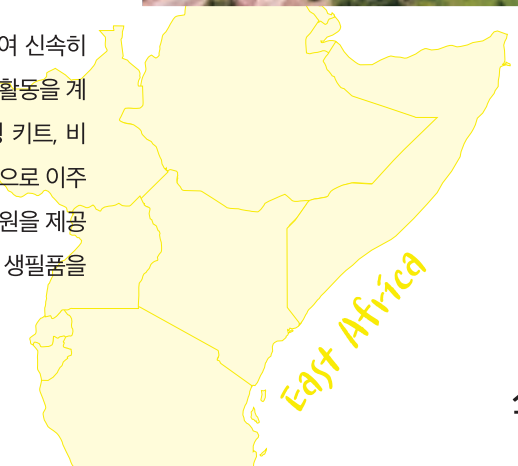 여 신속히
활동을 계
키트, 비
으로 이주
원을 제공
생필품을
East Africa